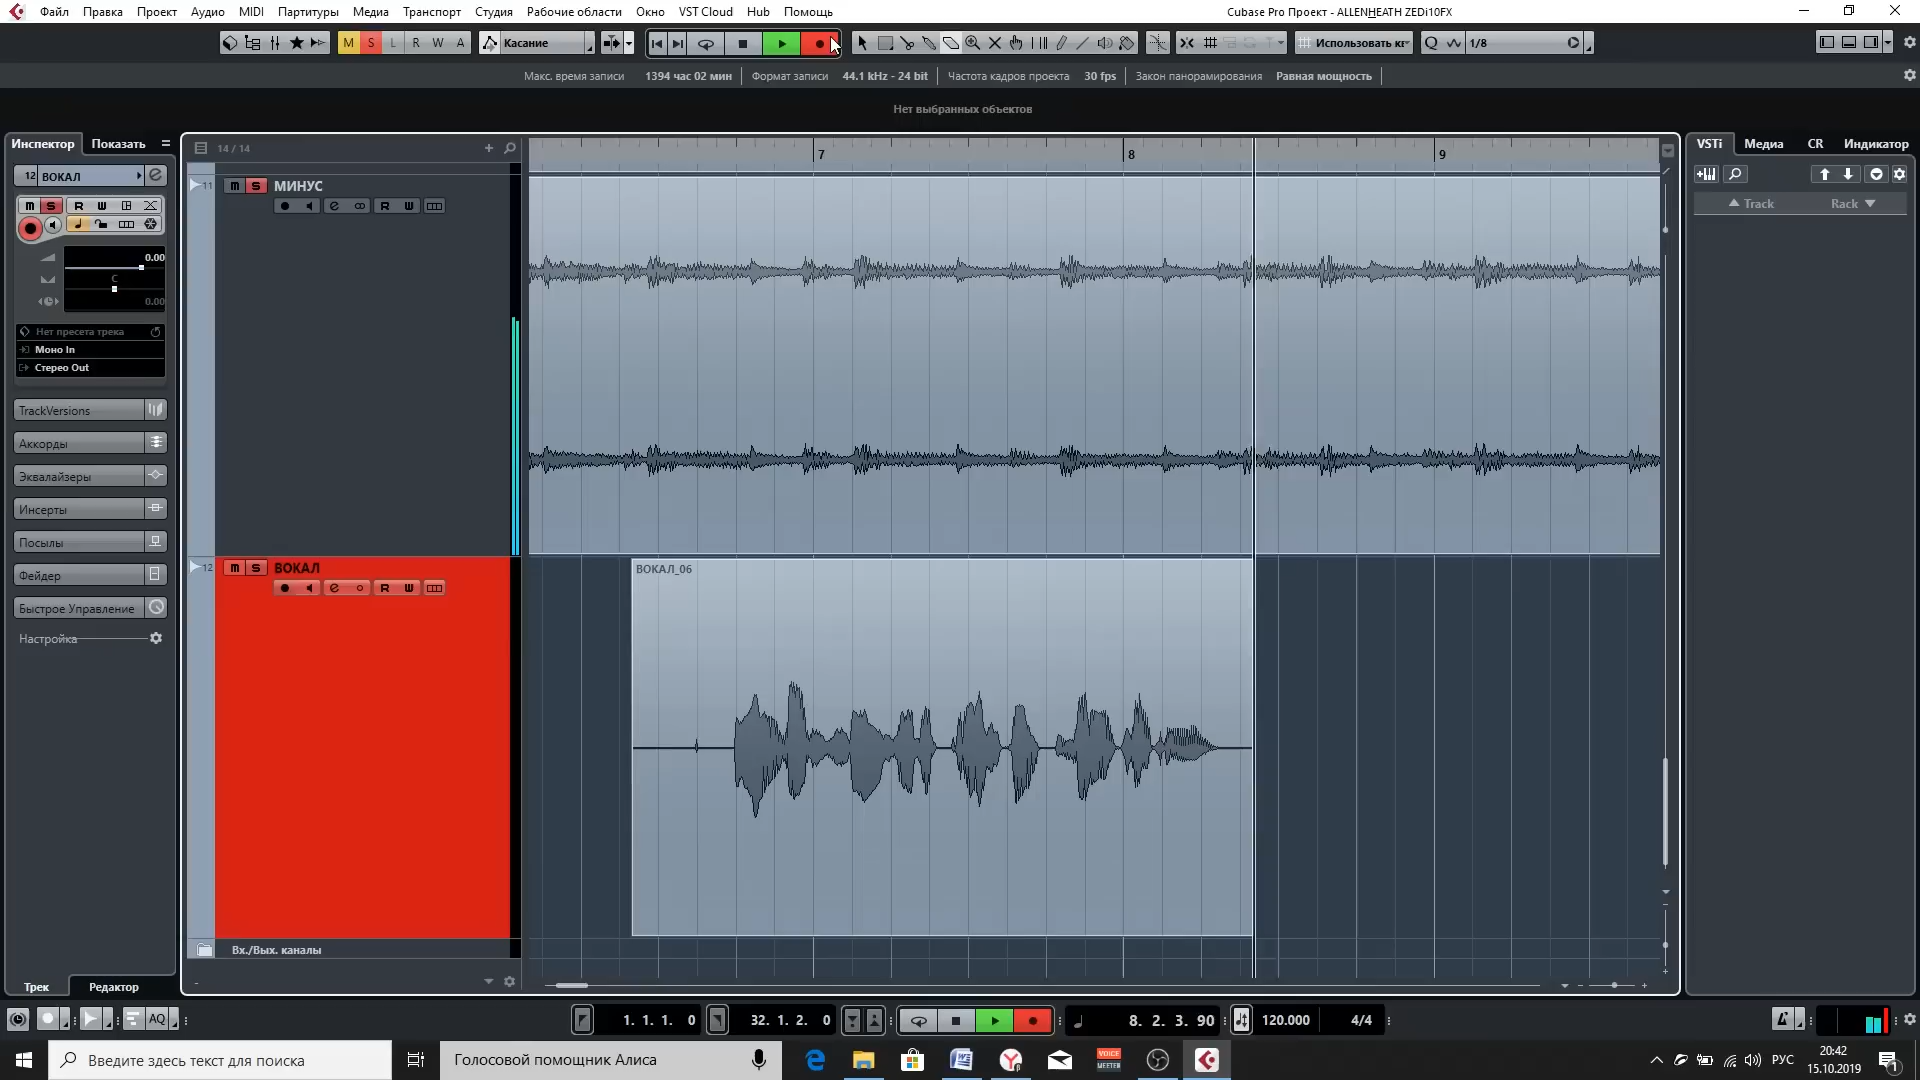 Файл Правка Проект Аудио MIDI Партитуры Медиа Транспорт Студия Рабочие области Окно VST Cloud Hub Помощь
Cubase Pro Проект - ALLENHEATH ZEDi10FX
M S L R W A Касание Использовать Q 1/8
Макс. время записи 1394 час 02 мин Формат записи 44.1 kHz - 24 bit Частота кадров проекта 30 fps Закон панорамирования Равная мощность
Нет выбранных объектов
Инспектор Показать
14 / 14
7 8 9
VSTi Медиа CR Индикатор
12 ВОКАЛ
11 m S МИНУС
R W
m S R W
Track Rack
0.00
C
0.00
Нет пресета трека
Моно In
Стерео Out
TrackVersions
Аккорды
Эквалайзеры
Инсерты
Посылы
Фейдер
Быстрое Управление
Настройка
12 m S ВОКАЛ
R W
ВОКАЛ_06
Вх./Вых. каналы
Трек Редактор
AQ 1. 1. 1. 0 32. 1. 2. 0 8. 2. 3. 90 120.000 4/4
Введите здесь текст для поиска
Голосовой помощник Алиса
VOICE
MEETER
РУС
20:42
15.10.2019
1